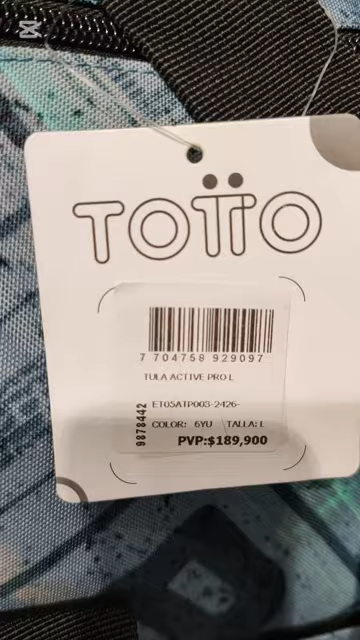 TOTTO
7 704758 929097
TULA ACTIVE PRO L
ET05ATP003-2426-
9878442
COLOR: 6YU TALLA: L
PVP:$189,900